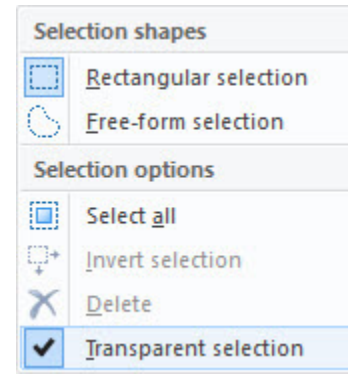 Selection shapes
Rectangular selection
Free-form selection
Selection options
Select all
Invert selection
Delete
Transparent selection